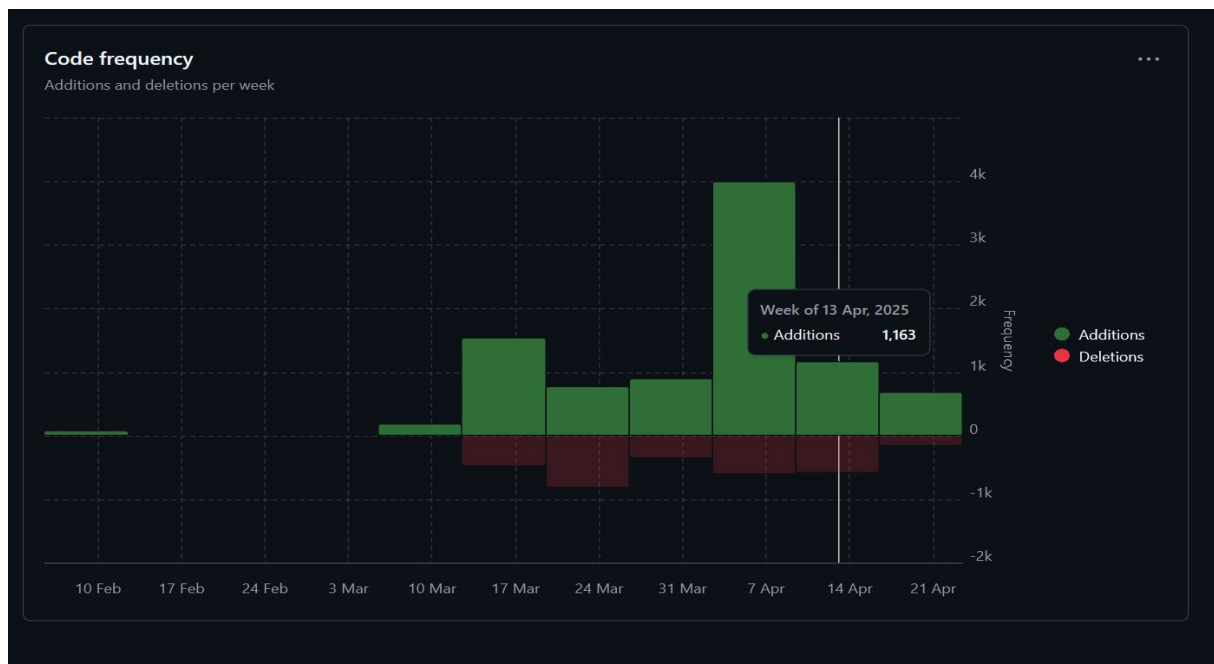 Code frequency
Additions and deletions per week
4k
3k
2k
1k
0
-1k
-2k
Frequency
Week of 13 Apr, 2025
Additions 1,163
Additions
Deletions
10 Feb 17 Feb 24 Feb 3 Mar 10 Mar 17 Mar 24 Mar 31 Mar 7 Apr 14 Apr 21 Apr